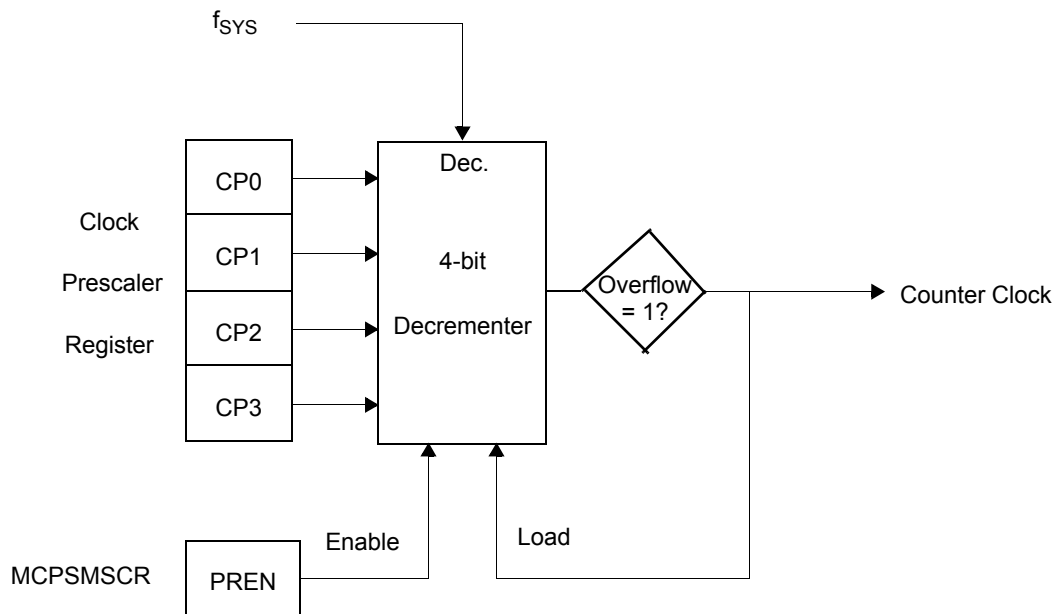 fSYS
CP0
CP1
CP2
CP3
Clock
Prescaler
Register
Dec.
4-bit
Decrementer
Overflow
= 1?
Counter Clock
Enable
Load
MCPSMSCR
PREN